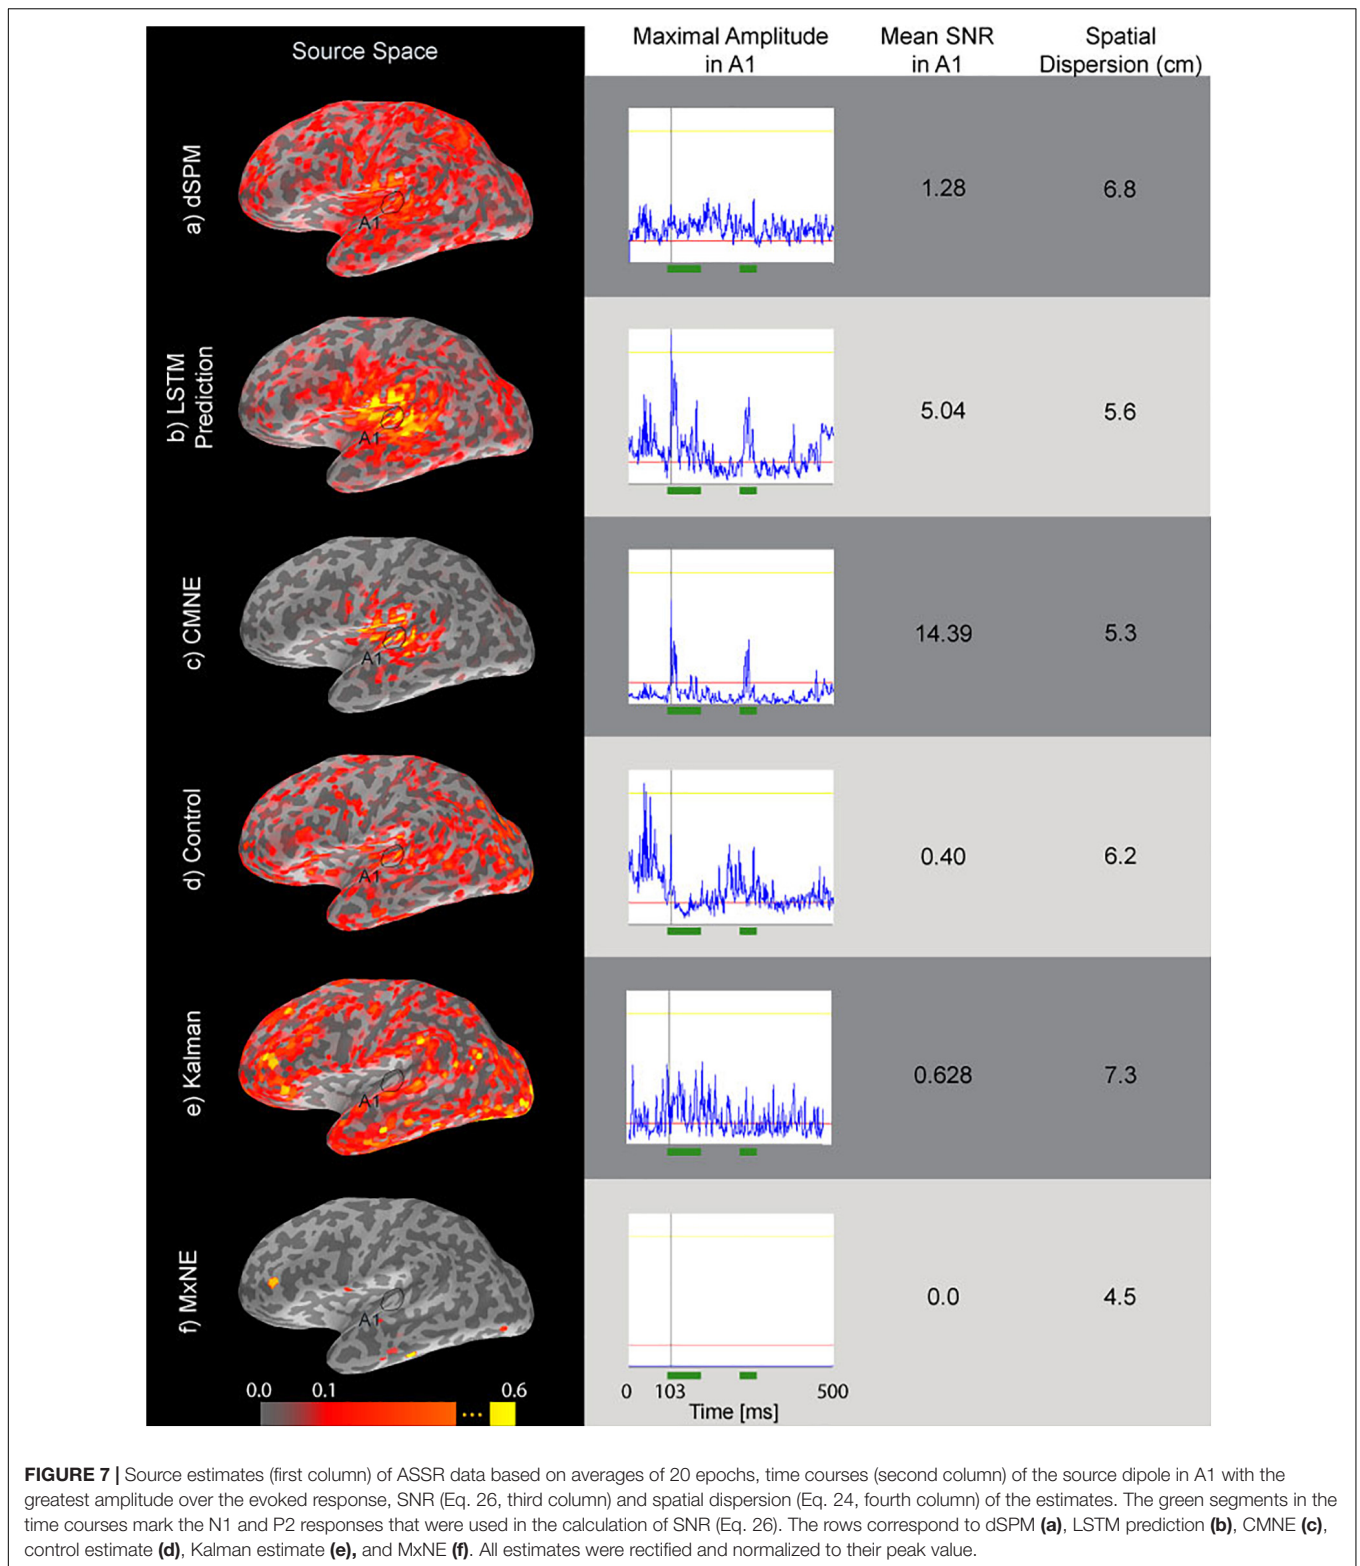 Source Space
Maximal Amplitude
in A1
Mean SNR
in A1
Spatial
Dispersion (cm)
a) dSPM
A1
1.28
6.8
b) LSTM
Prediction
A1
5.04
5.6
c) CMNE
A1
14.39
5.3
d) Control
A1
0.40
6.2
e) Kalman
A1
0.628
7.3
f) MxNE
A1
0.0
4.5
0.0 0.1 ... 0.6
0 103 500
Time [ms]
FIGURE 7 | Source estimates (first column) of ASSR data based on averages of 20 epochs, time courses (second column) of the source dipole in A1 with the
greatest amplitude over the evoked response, SNR (Eq. 26, third column) and spatial dispersion (Eq. 24, fourth column) of the estimates. The green segments in the
time courses mark the N1 and P2 responses that were used in the calculation of SNR (Eq. 26). The rows correspond to dSPM (a), LSTM prediction (b), CMNE (c),
control estimate (d), Kalman estimate (e), and MxNE (f). All estimates were rectified and normalized to their peak value.